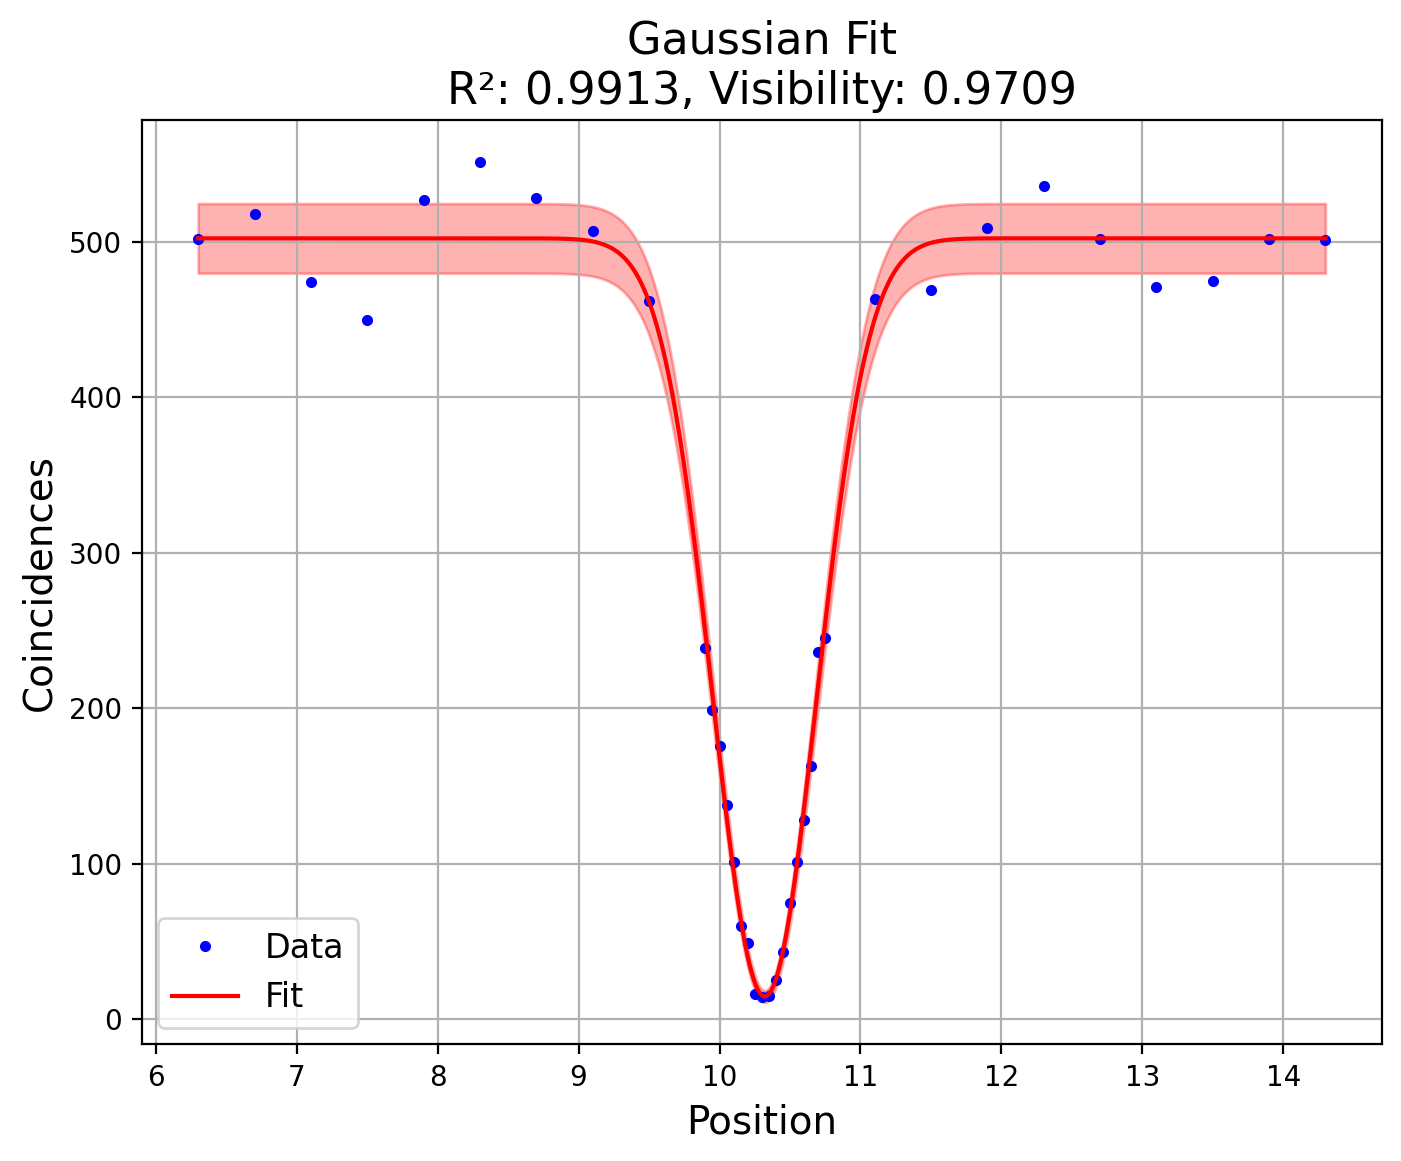 Gaussian Fit
R²: 0.9913, Visibility: 0.9709
Coincidences
500
400
300
200
100
0
Data
Fit
6 7 8 9 10 11 12 13 14
Position